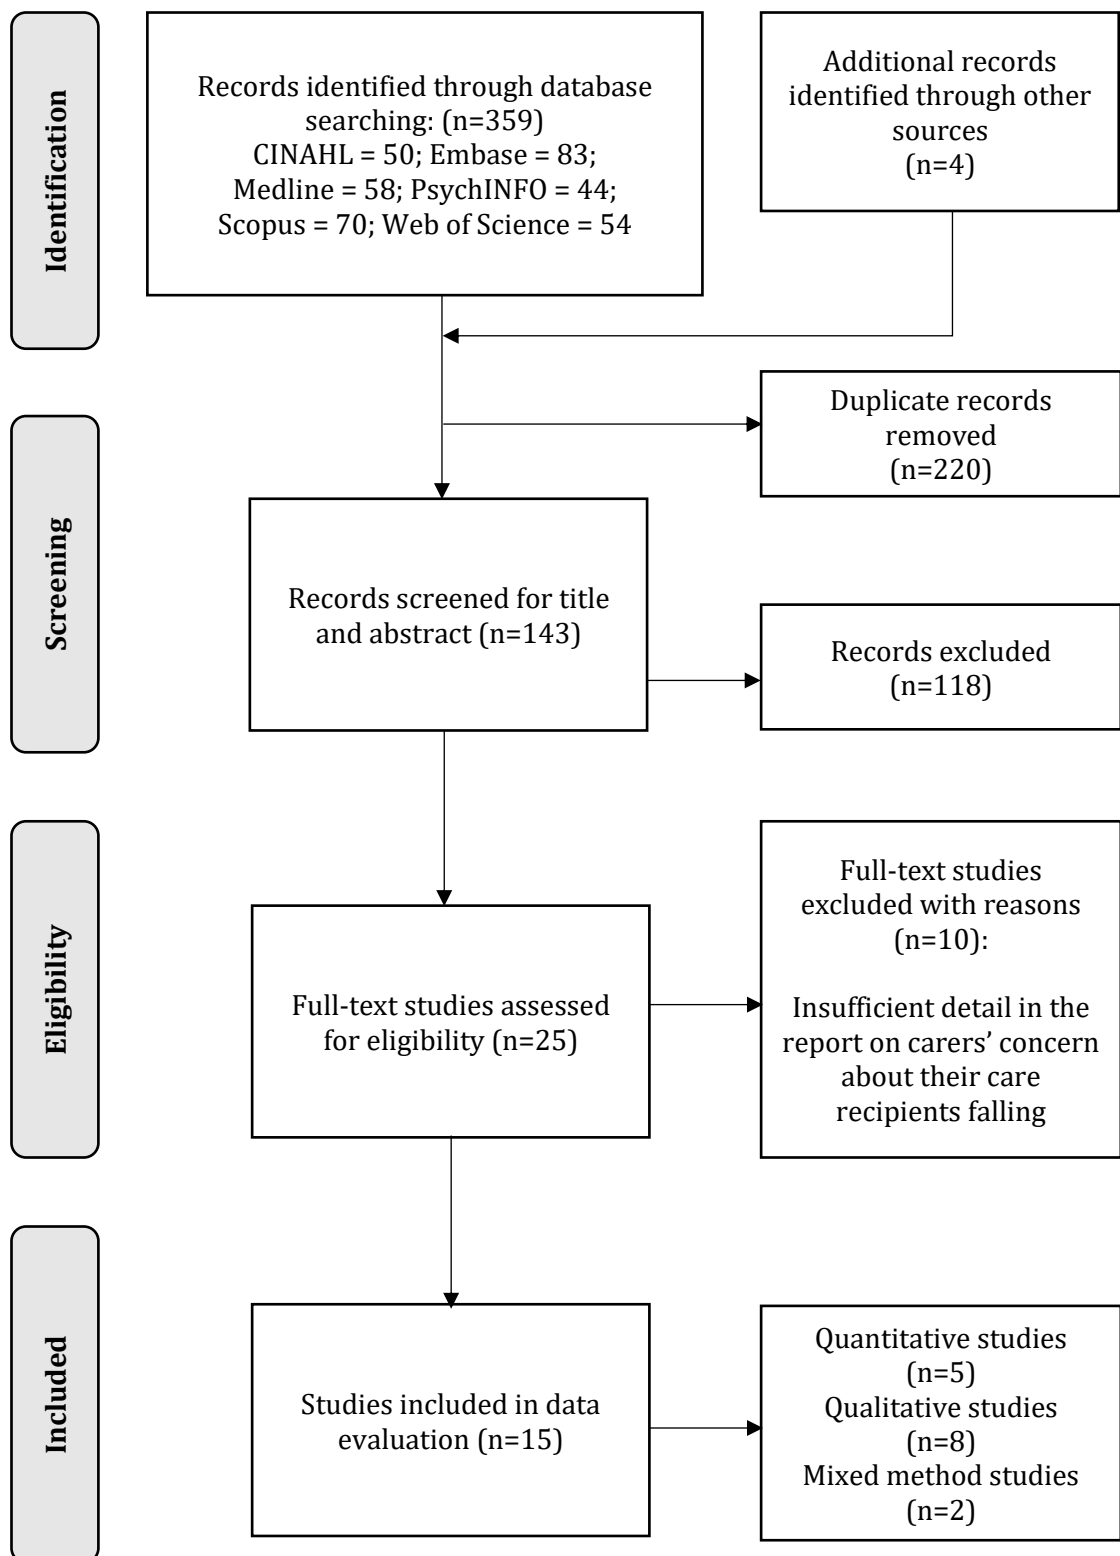 Identification
Records identified through database
searching: (n=359)
CINAHL = 50; Embase = 83;
Medline = 58; PsychINFO = 44;
Scopus = 70; Web of Science = 54
Additional records
identified through other
sources
(n=4)
Screening
Duplicate records
removed
(n=220)
Records screened for title
and abstract (n=143)
Records excluded
(n=118)
Eligibility
Full-text studies assessed
for eligibility (n=25)
Full-text studies
excluded with reasons
(n=10):
Insufficient detail in the
report on carers’ concern
about their care
recipients falling
Included
Studies included in data
evaluation (n=15)
Quantitative studies
(n=5)
Qualitative studies
(n=8)
Mixed method studies
(n=2)